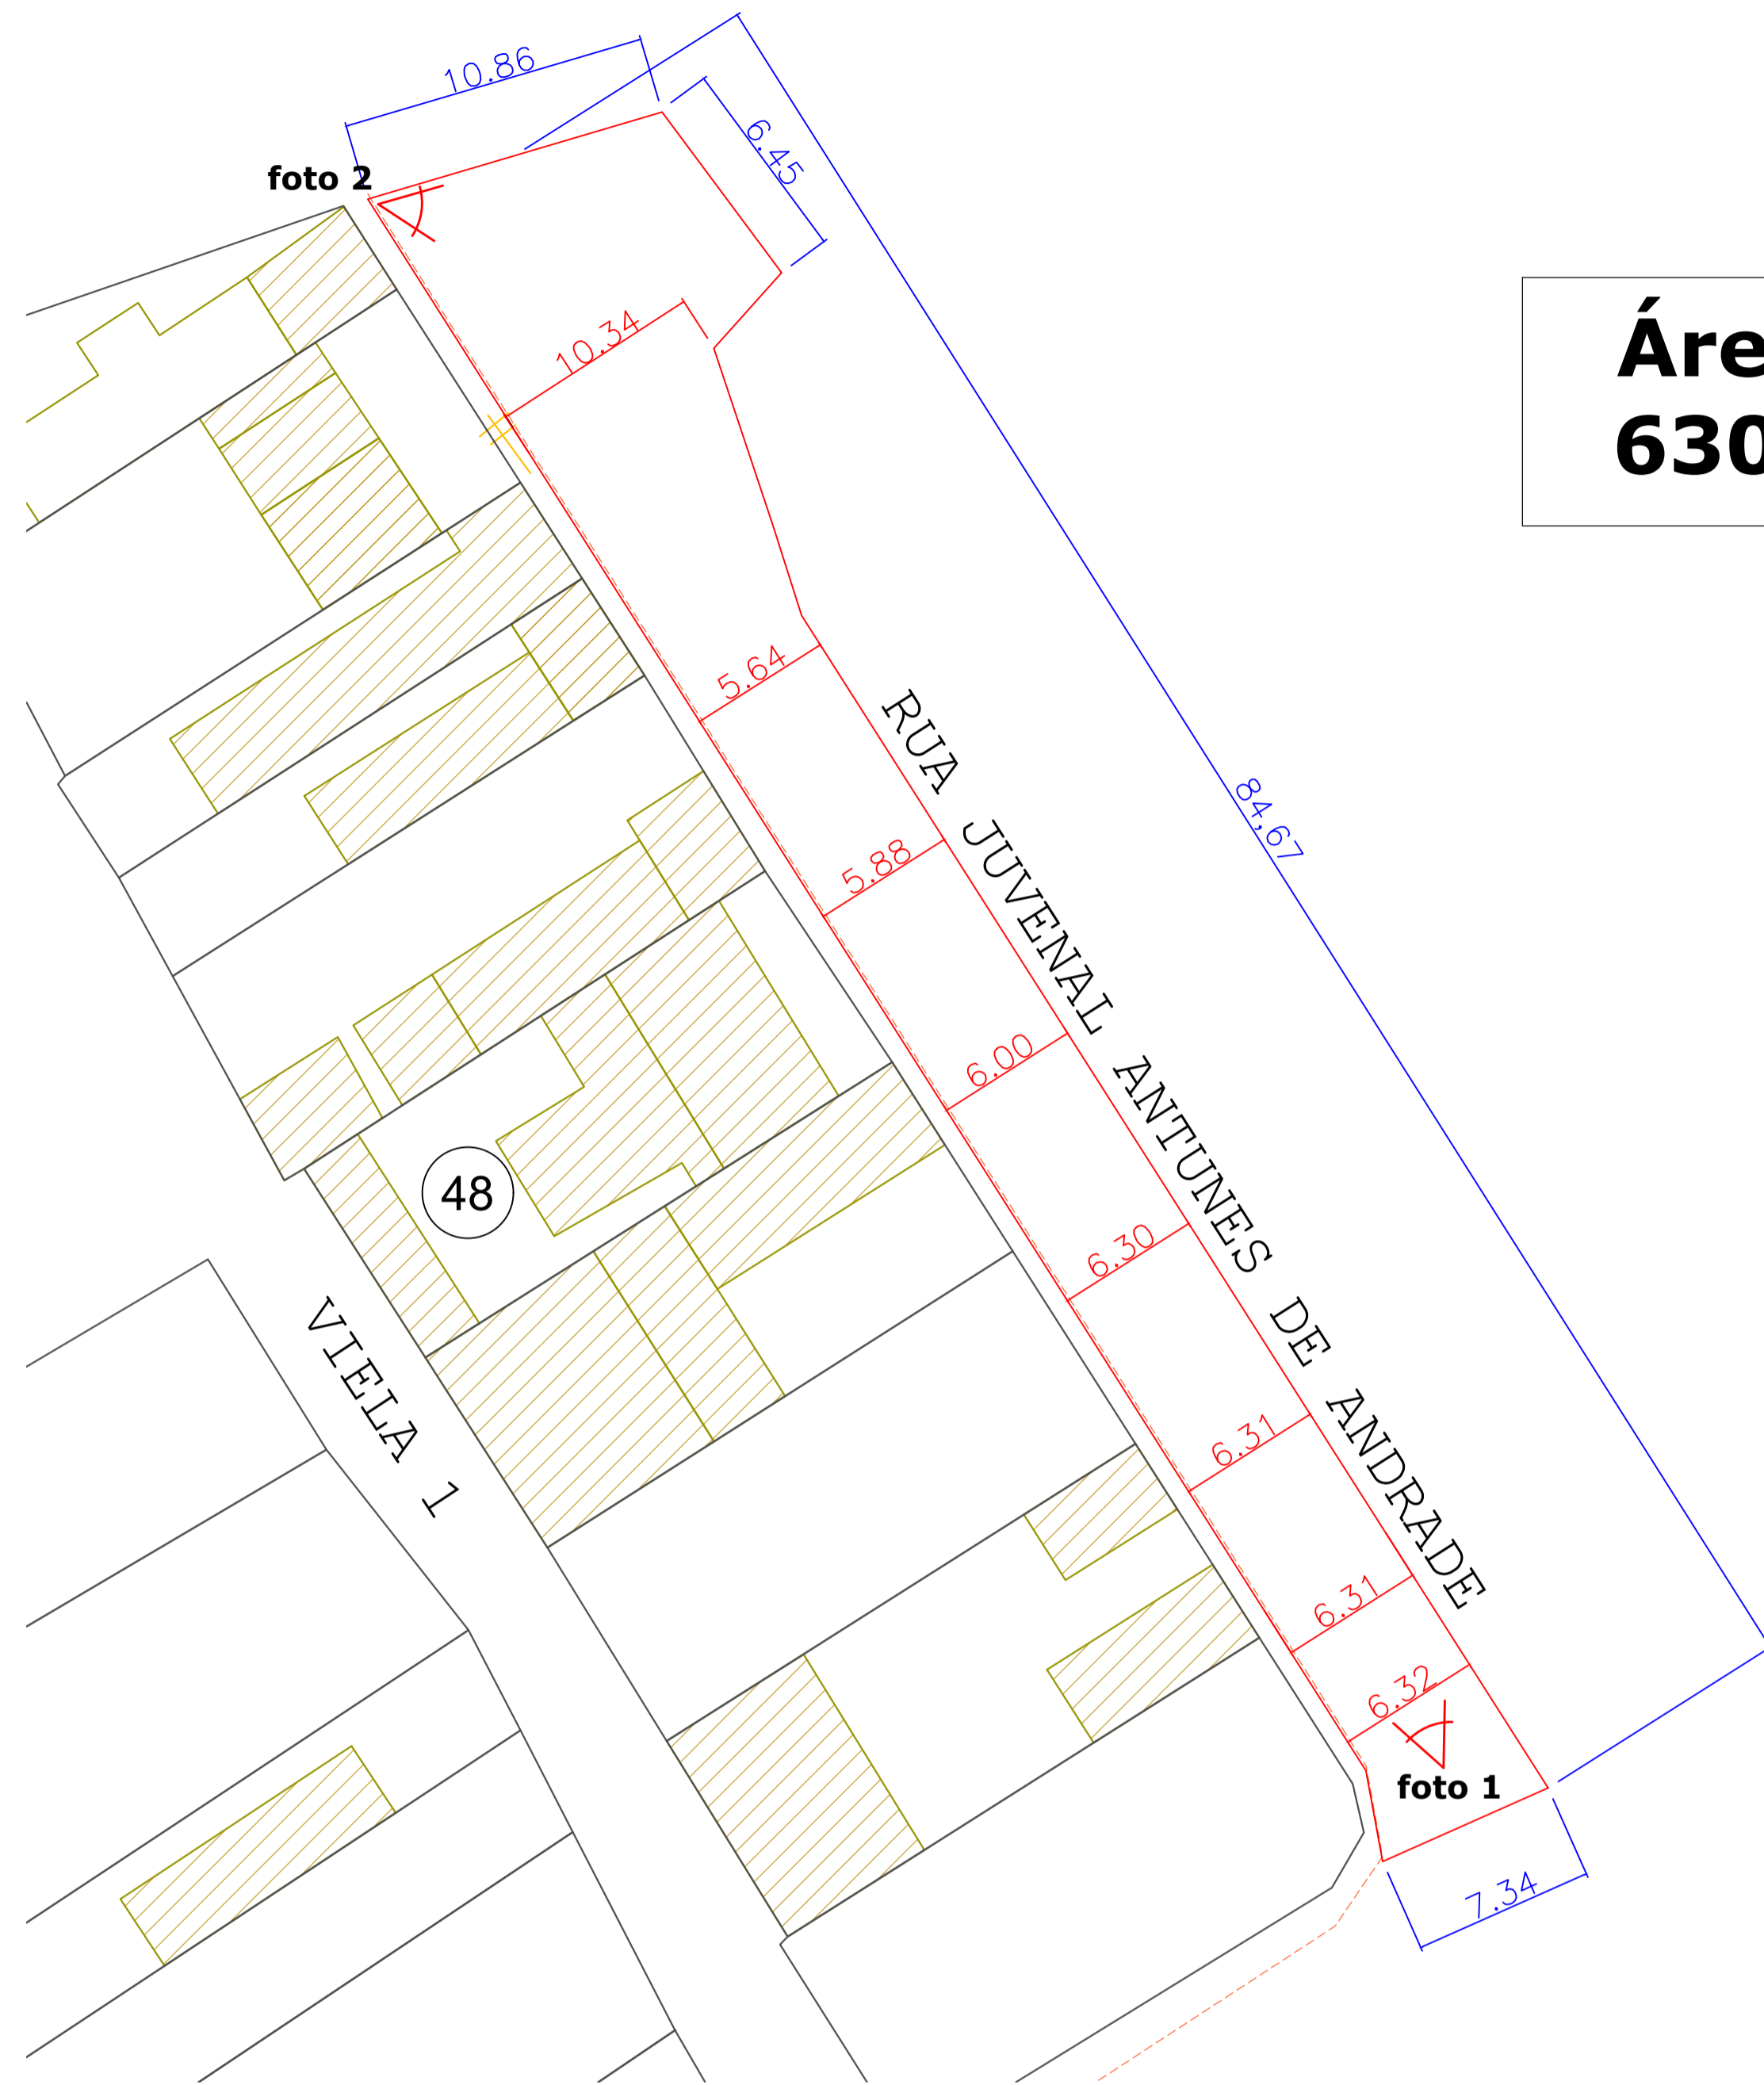 10.86
6.45
foto 2
10.34
Áre
630
5.64
RUA JUVENAL ANTUNES DE ANDRADE
84,67
5.88
6.00
48
6.30
VIELA 1
6.31
6.31
6.32
foto 1
7.34